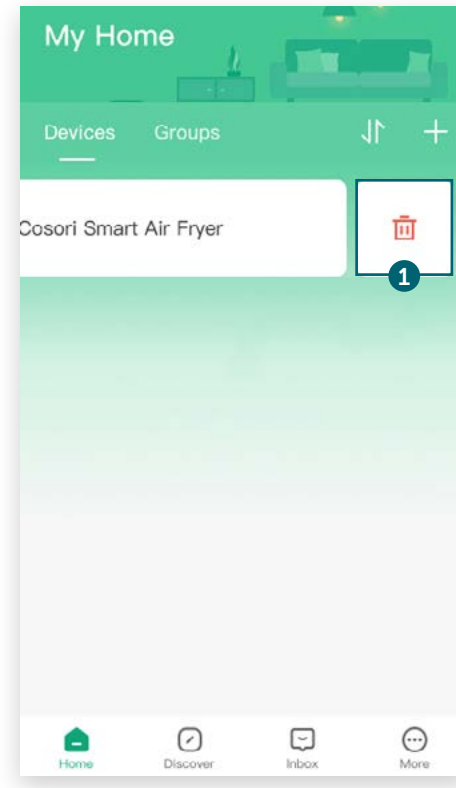 My Home
Devices Groups
Cosori Smart Air Fryer
1
Home Discover Inbox More